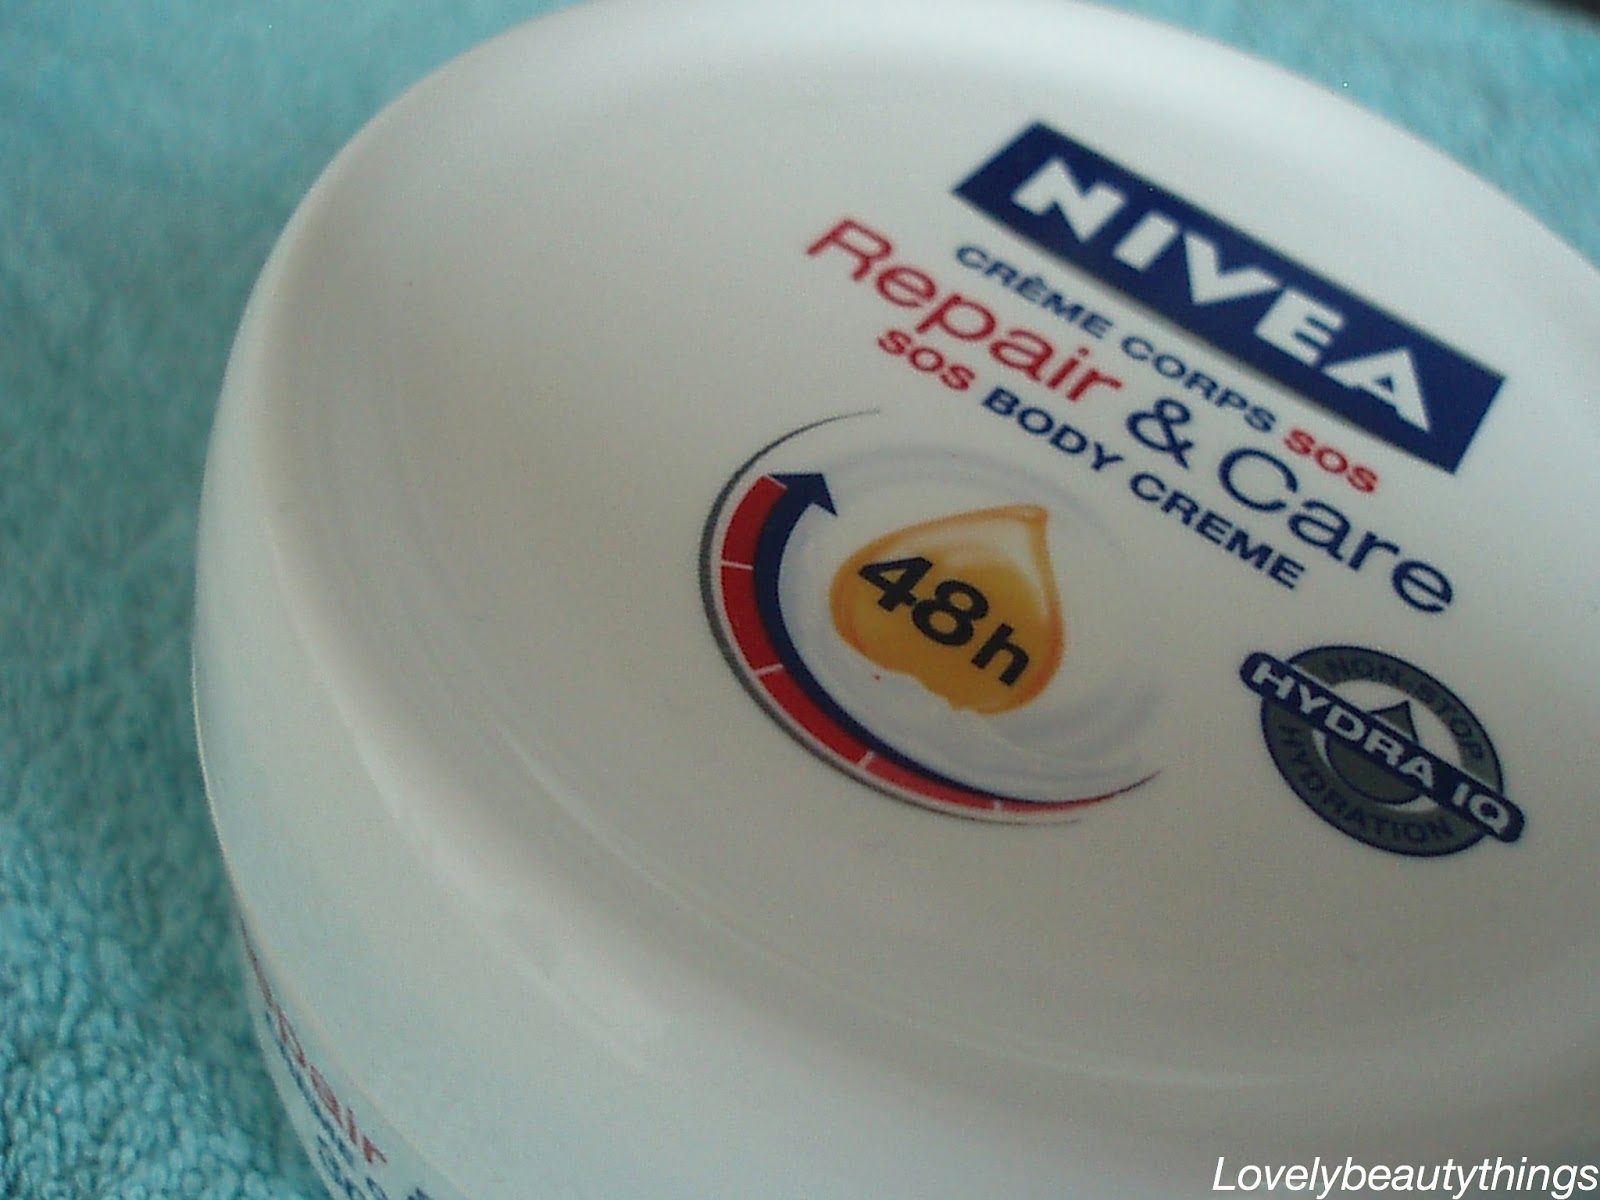 NIVEA
CRÈME CORPS SOS
Repair & Care
SOS BODY CREME
48h
NON-STOP
HYDRA IQ
HYDRATION
Lovelybeautythings